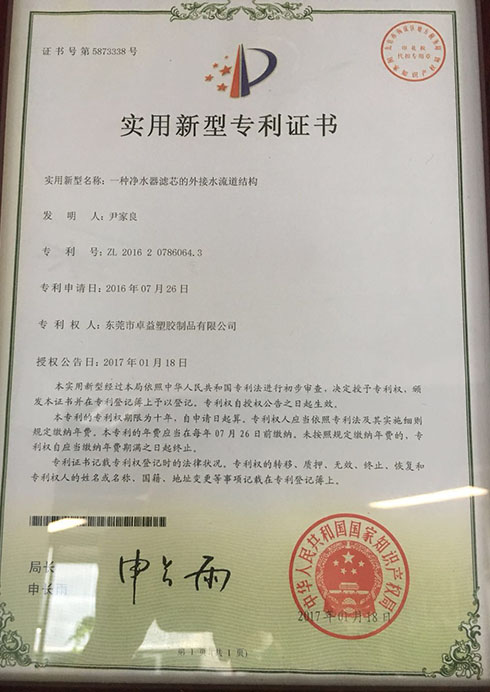 证书号第5873338号
实用新型专利证书
实用新型名称：一种净水器滤芯的外接水流道结构
发 明 人：尹家良
专 利 号：ZL 2016 2 0786064.3
专利申请日：2016年07月26日
专 利 权 人：东莞市卓益塑胶制品有限公司
授权公告日：2017年01月18日
本实用新型经过本局依照中华人民共和国专利法进行初步审查，决定授予专利权，颁
发本证书并在专利登记簿上予以登记。专利权自授权公告之日起生效。
本专利的专利权期限为十年，自申请日起算。专利权人应当依照专利法及其实施细则
规定缴纳年费。本专利的年费应当在每年07月26日前缴纳。未按照规定缴纳年费的，专
利权自应当缴纳年费期满之日起终止。
专利证书记载专利权登记时的法律状况。专利权的转移、质押、无效、终止、恢复和
专利权人的姓名或名称、国籍、地址变更等事项记载在专利登记簿上。
局长
申长雨
申长雨
中华人民共和国国家知识产权局
2017年01月18日
第1页（共1页）